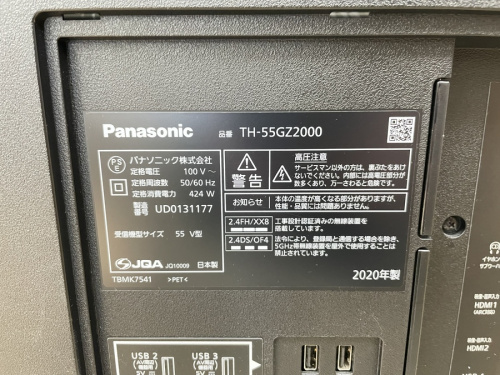 Panasonic 品番 TH-55GZ2000
PSE パナソニック株式会社
定格電圧 100 V～
定格周波数 50/60 Hz
定格消費電力 424 W
製造番号 UD0131177
受信機型サイズ 55 V型
JQA JQ10009 日本製
TBMK7541 >PET<
警告
高圧注意
サービスマン以外の方は、裏ぶたをあけないでください。内部には高電圧部分が数多くあり、万一さわると危険です。
お知らせ
本体の温度が高くなる部分がありますが、性能・品質には問題ありません。
2.4FH/XX8
2.4DS/OF4
工事設計認証済みの無線装置を搭載しています。
法令により、登録局と通信する場合を除き、5GHz帯無線装置を屋外で使用することは禁止されています。
2020年製
USB 2
USB 3
5V
5V
HDMI1
HDMI2